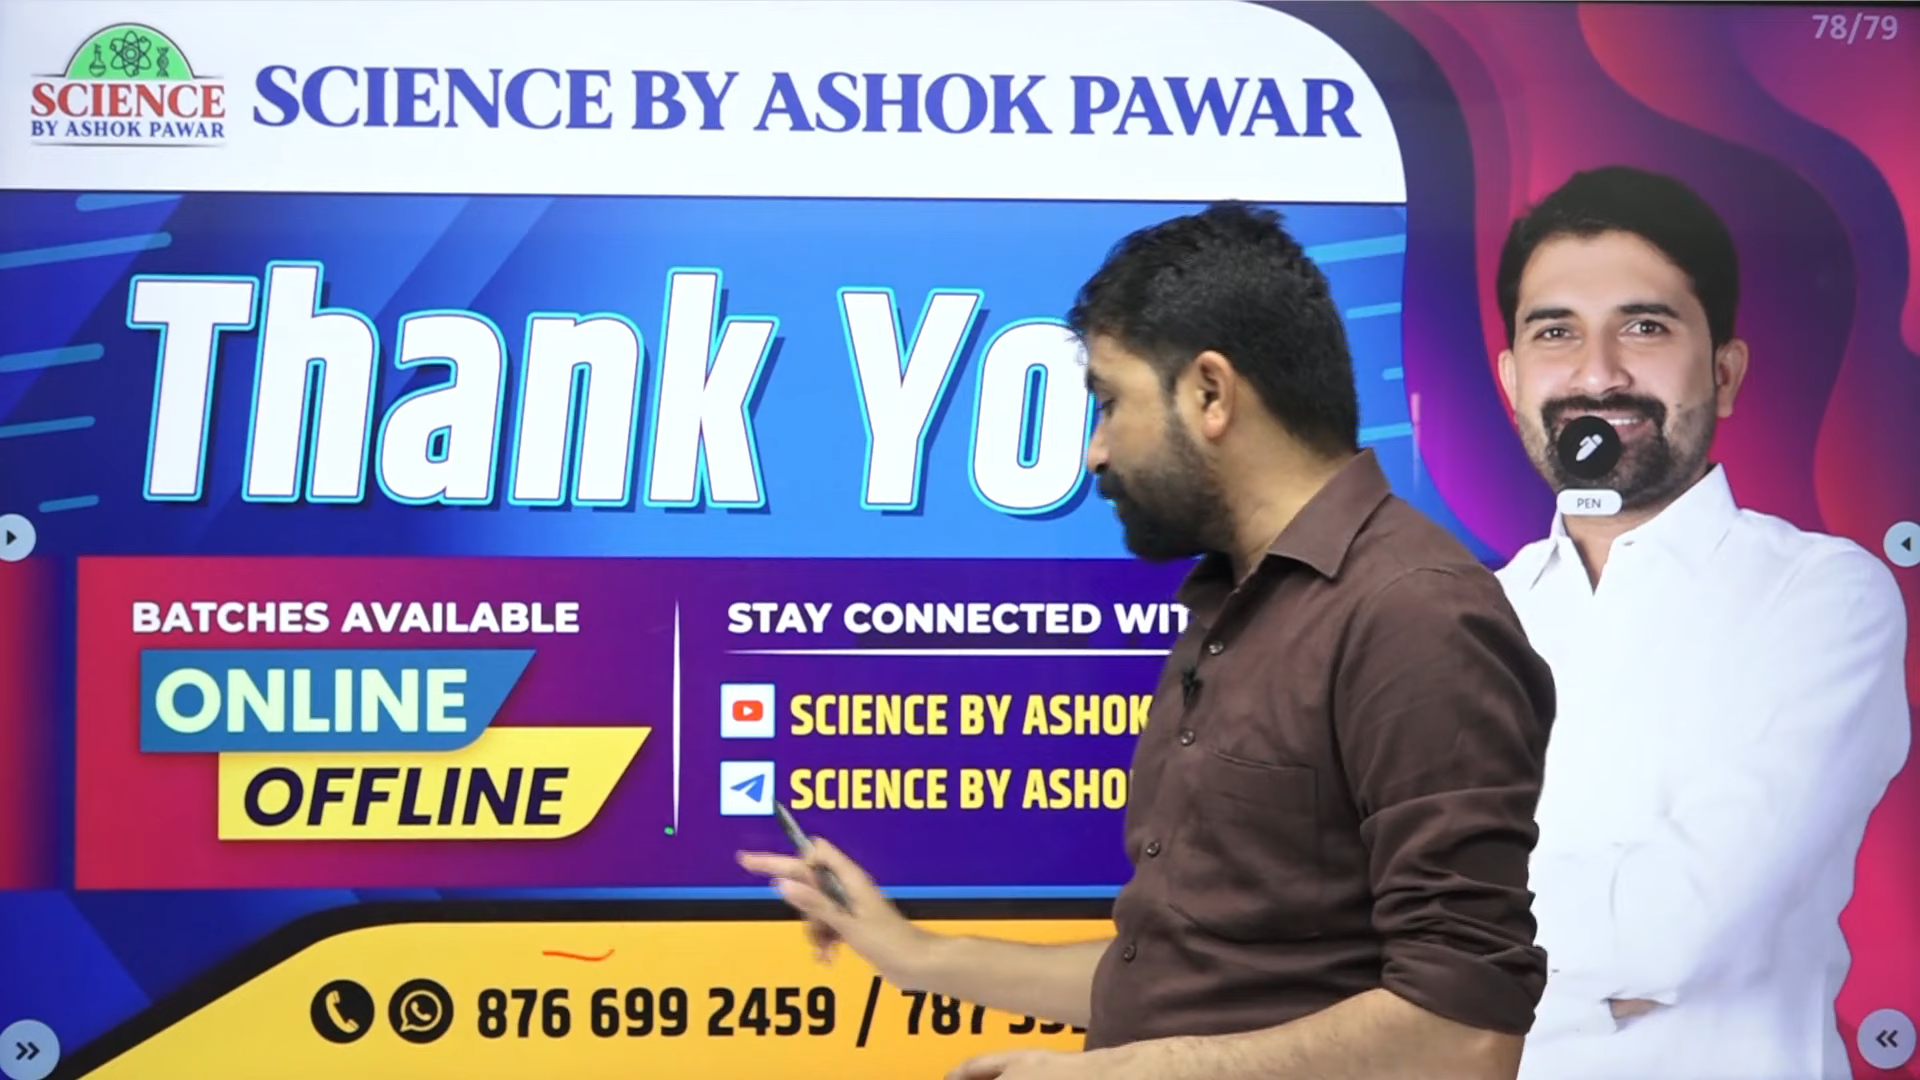 78/79
SCIENCE
BY ASHOK PAWAR
SCIENCE BY ASHOK PAWAR
Thank Yo
PEN
BATCHES AVAILABLE
ONLINE
OFFLINE
STAY CONNECTED WIT
SCIENCE BY ASHOK
SCIENCE BY ASHO
876 699 2459 / 787